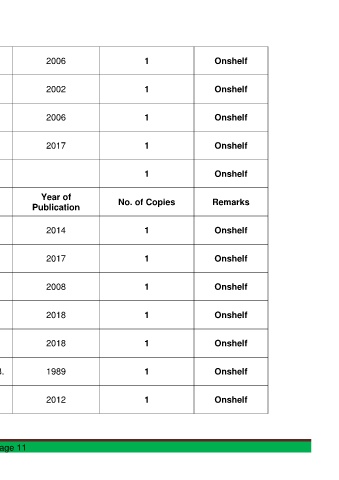 2006 1 Onshelf
2002 1 Onshelf
2006 1 Onshelf
2017 1 Onshelf
1 Onshelf
Year of
Publication No. of Copies Remarks
2014 1 Onshelf
2017 1 Onshelf
2008 1 Onshelf
2018 1 Onshelf
2018 1 Onshelf
1989 1 Onshelf
2012 1 Onshelf
age 11